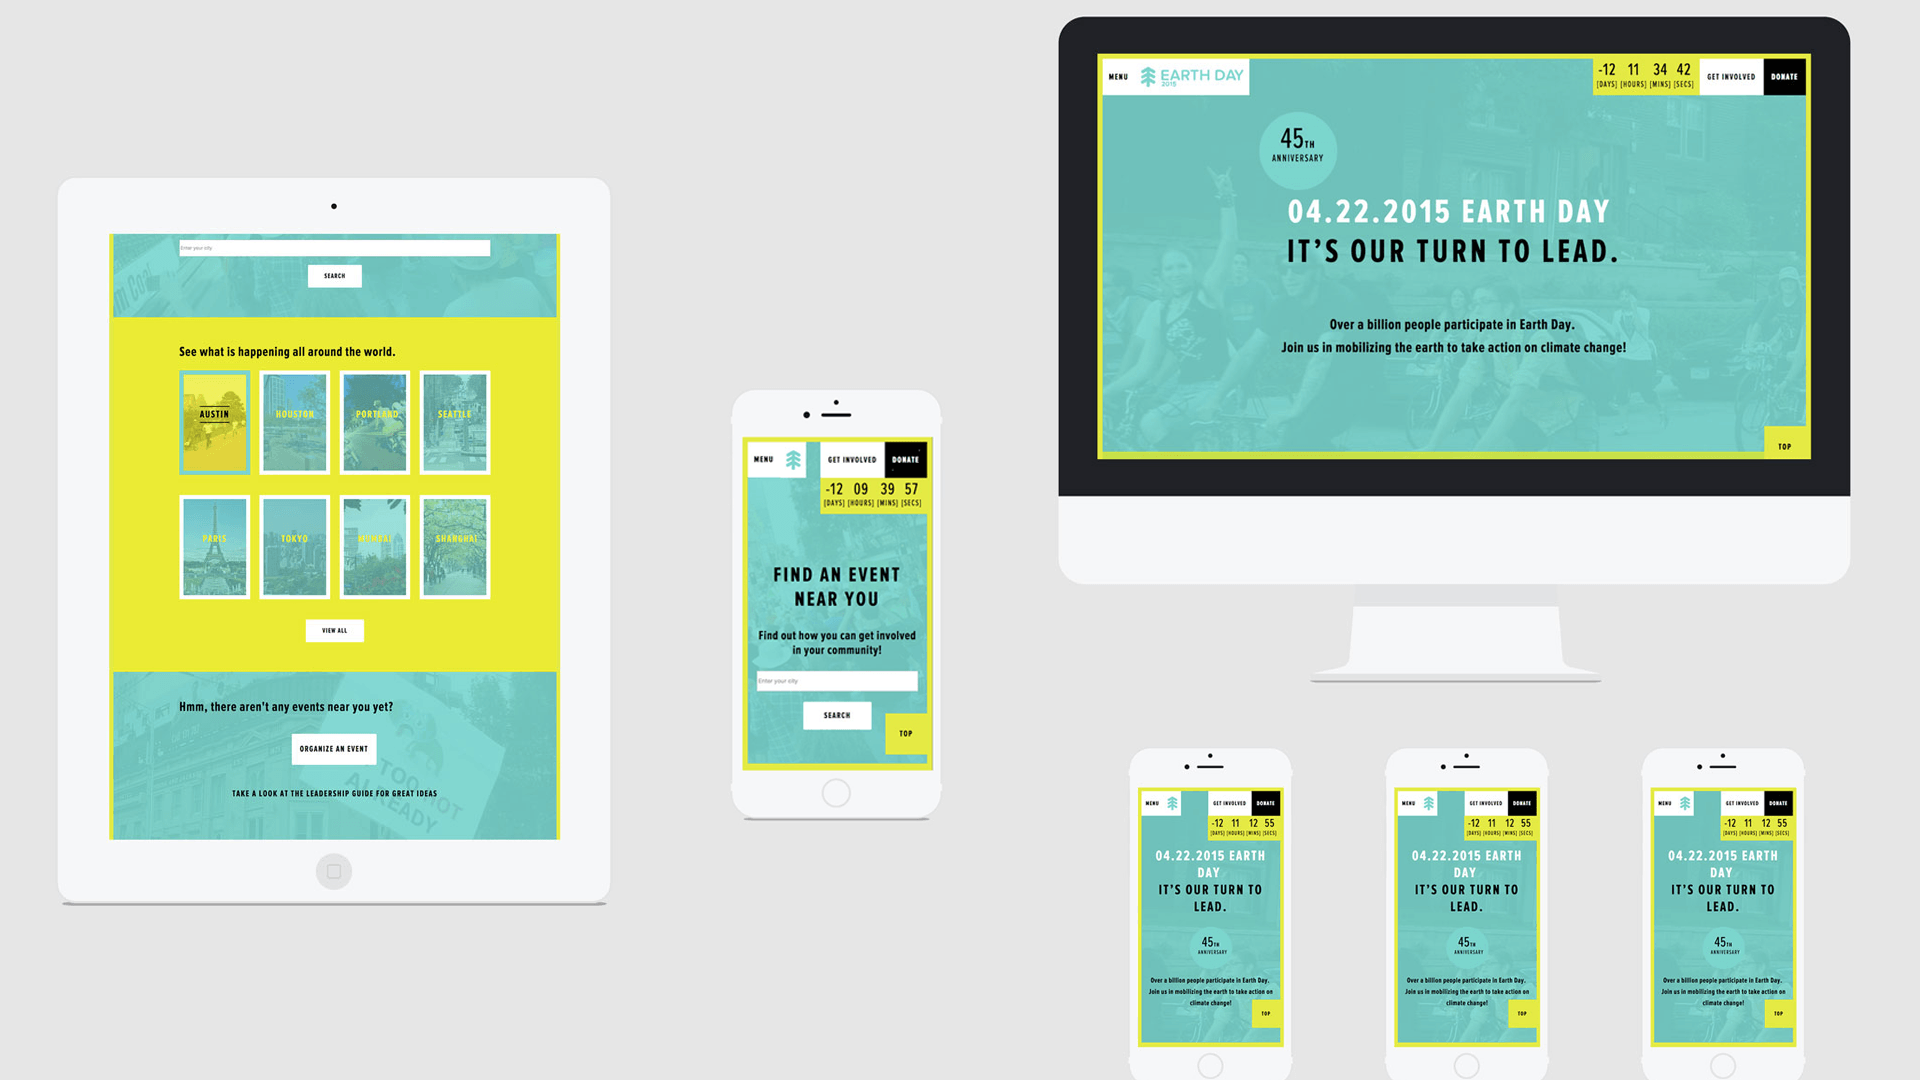 Enter your city
SEARCH
See what is happening all around the world.
AUSTIN
HOUSTON
PORTLAND
SEATTLE
PARIS
TOKYO
MUMBAI
SHANGHAI
VIEW ALL
Hmm, there aren't any events near you yet?
ORGANIZE AN EVENT
TOO HOT
ALREADY
TAKE A LOOK AT THE LEADERSHIP GUIDE FOR GREAT IDEAS
MENU
GET INVOLVED
DONATE
-12 09 39 57
[DAYS] [HOURS] [MINS] [SECS]
FIND AN EVENT
NEAR YOU
Find out how you can get involved
in your community!
Enter your city
SEARCH
TOP
MENU
EARTH DAY
2015
-12 11 34 42
[DAYS] [HOURS] [MINS] [SECS]
GET INVOLVED
DONATE
45TH
ANNIVERSARY
04.22.2015 EARTH DAY
IT'S OUR TURN TO LEAD.
Over a billion people participate in Earth Day.
Join us in mobilizing the earth to take action on climate change!
TOP
MENU
GET INVOLVED
DONATE
-12 11 12 55
[DAYS] [HOURS] [MINS] [SECS]
04.22.2015 EARTH
DAY
IT'S OUR TURN TO
LEAD.
45TH
ANNIVERSARY
Over a billion people participate in Earth Day.
Join us in mobilizing the earth to take action on
climate change!
TOP
MENU
GET INVOLVED
DONATE
-12 11 12 55
[DAYS] [HOURS] [MINS] [SECS]
04.22.2015 EARTH
DAY
IT'S OUR TURN TO
LEAD.
45TH
ANNIVERSARY
Over a billion people participate in Earth Day.
Join us in mobilizing the earth to take action on
climate change!
TOP
MENU
GET INVOLVED
DONATE
-12 11 12 55
[DAYS] [HOURS] [MINS] [SECS]
04.22.2015 EARTH
DAY
IT'S OUR TURN TO
LEAD.
45TH
ANNIVERSARY
Over a billion people participate in Earth Day.
Join us in mobilizing the earth to take action on
climate change!
TOP